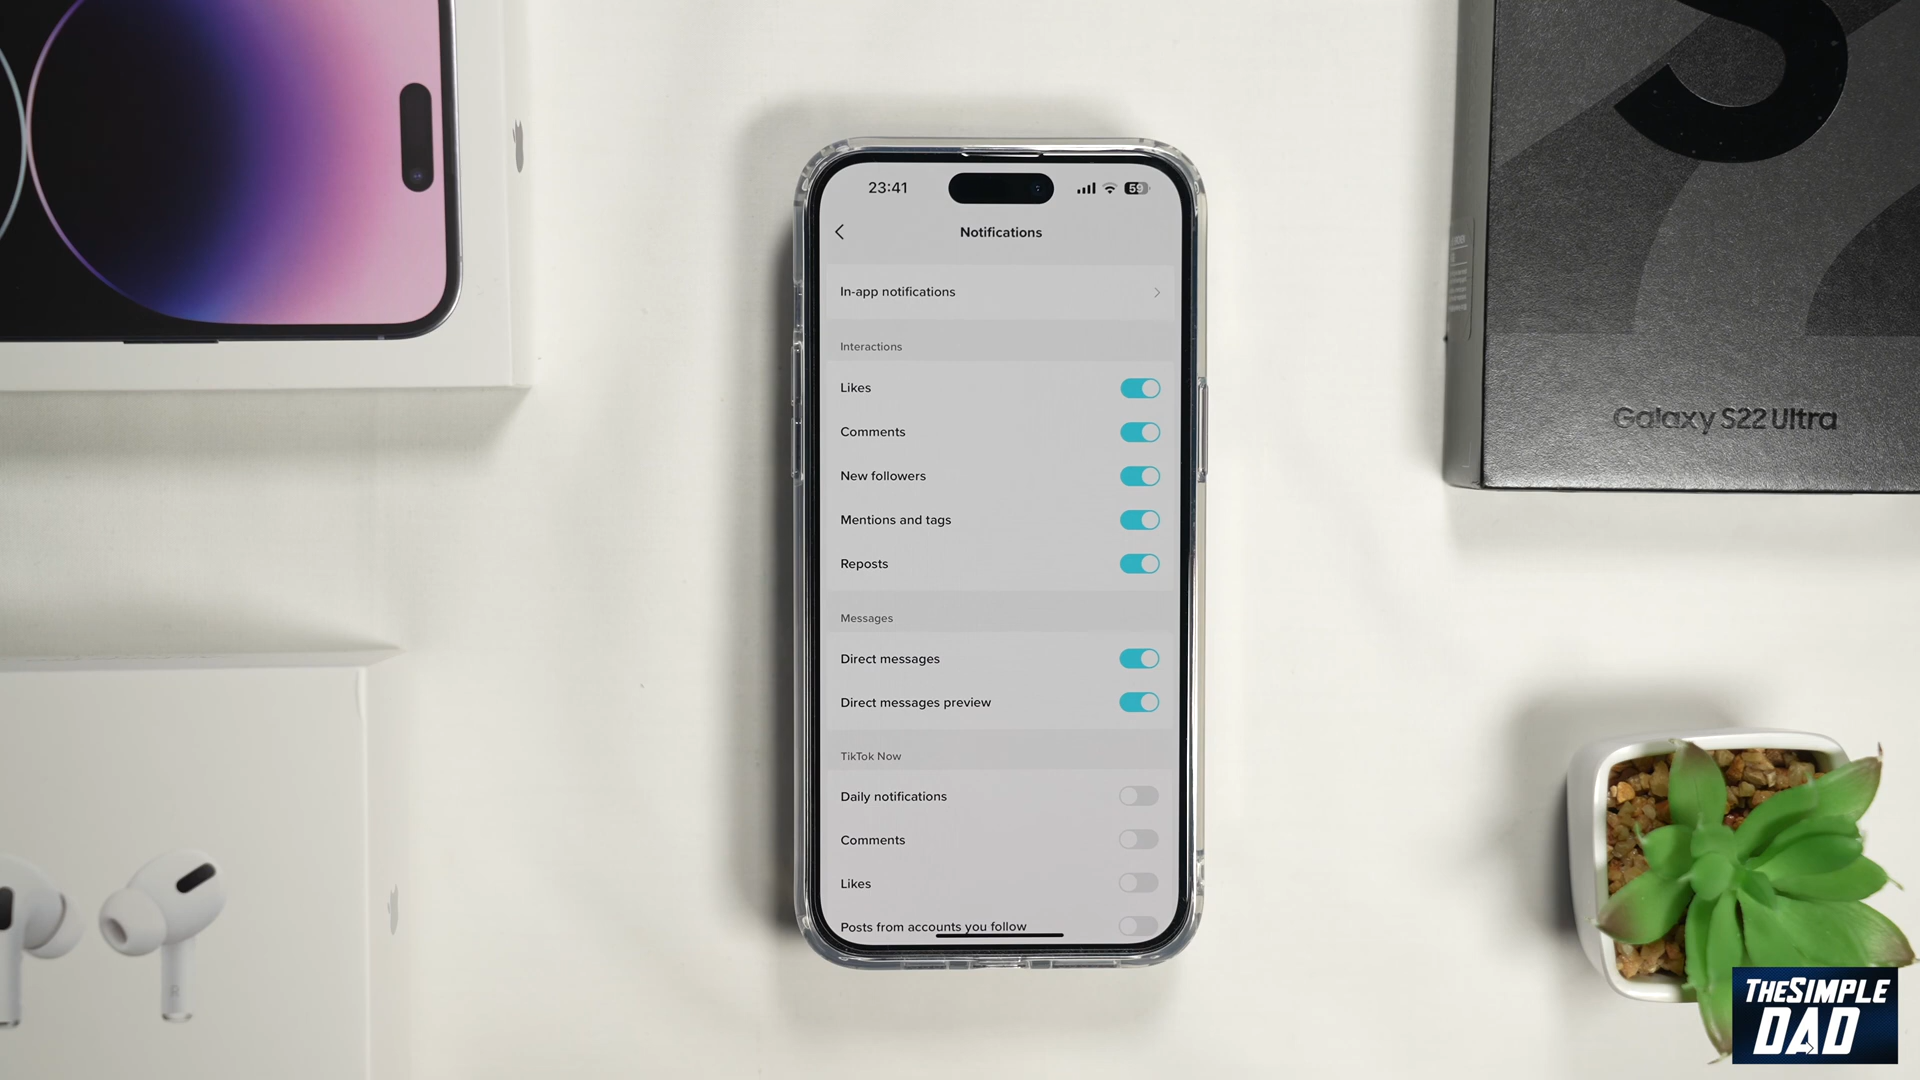 23:41
59
Notifications
In-app notifications
Interactions
Likes
Comments
New followers
Mentions and tags
Reposts
Messages
Direct messages
Direct messages preview
TikTok Now
Daily notifications
Comments
Likes
Posts from accounts you follow
S
Galaxy S22 Ultra
R
THESIMPLE
DAD